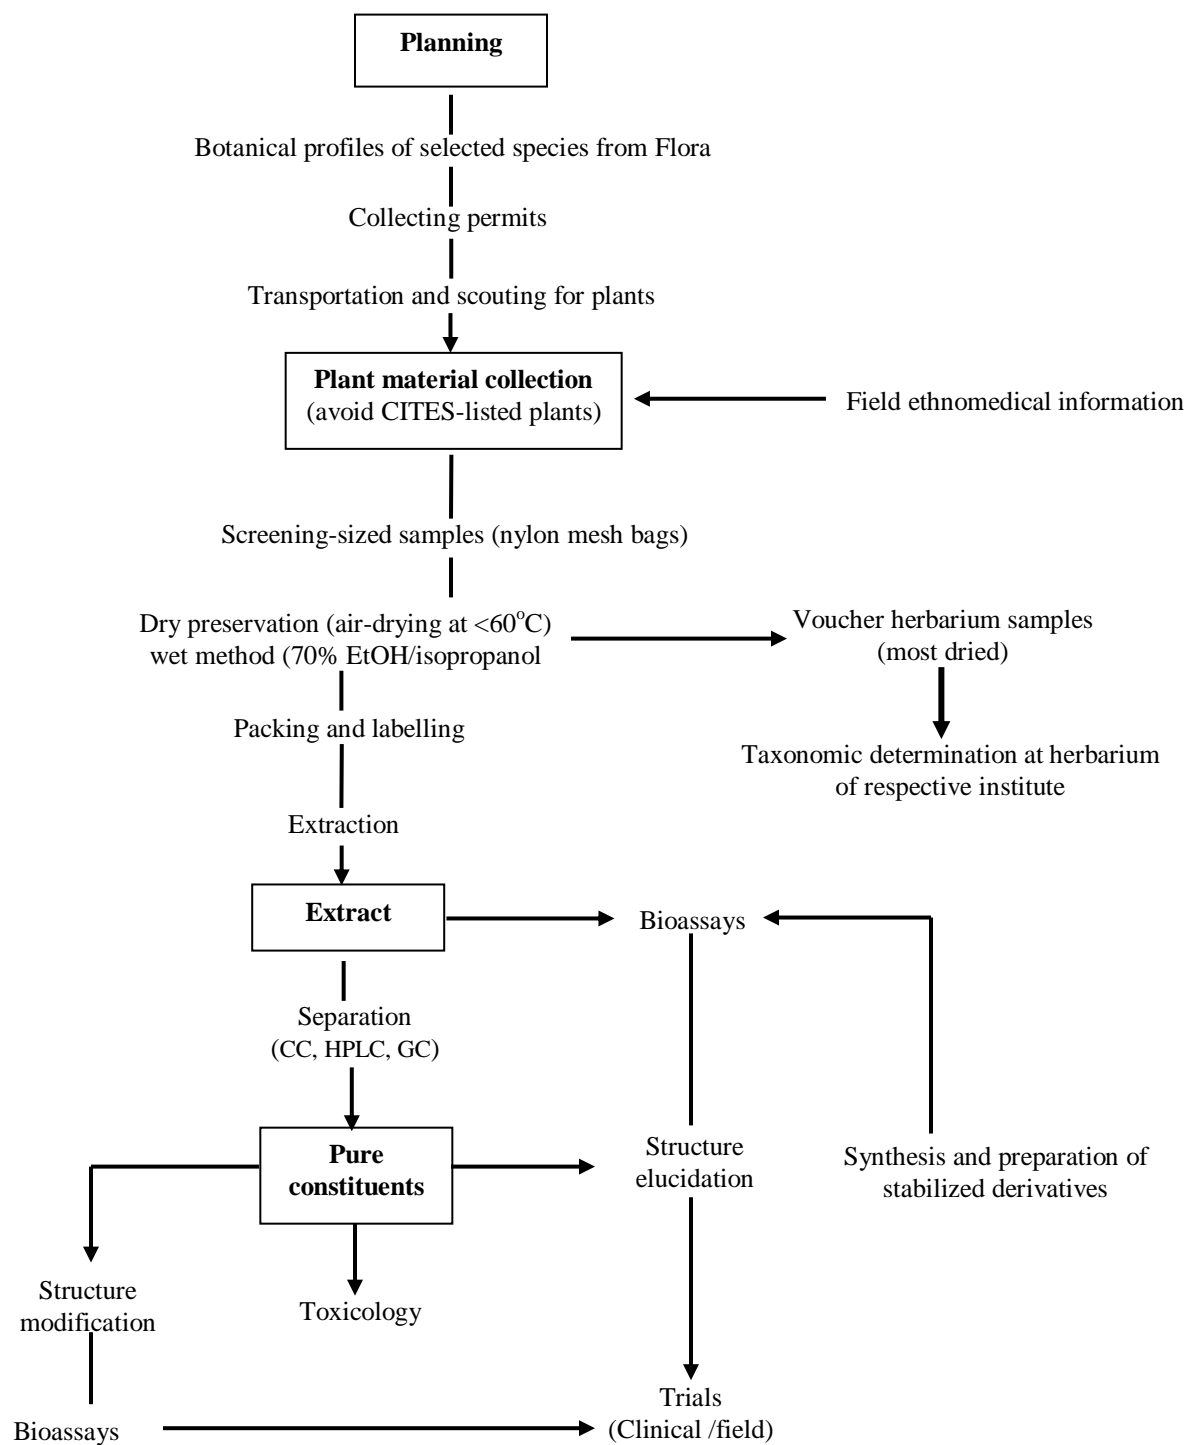 Planning
Botanical profiles of selected species from Flora
Collecting permits
Transportation and scouting for plants
Plant material collection
(avoid CITES-listed plants)
Field ethnomedical information
Screening-sized samples (nylon mesh bags)
Dry preservation (air-drying at <60°C)
wet method (70% EtOH/isopropanol
Voucher herbarium samples
(most dried)
Packing and labelling
Taxonomic determination at herbarium
of respective institute
Extraction
Extract
Bioassays
Separation
(CC, HPLC, GC)
Pure
constituents
Structure
elucidation
Synthesis and preparation of
stabilized derivatives
Structure
modification
Toxicology
Bioassays
Trials
(Clinical /field)